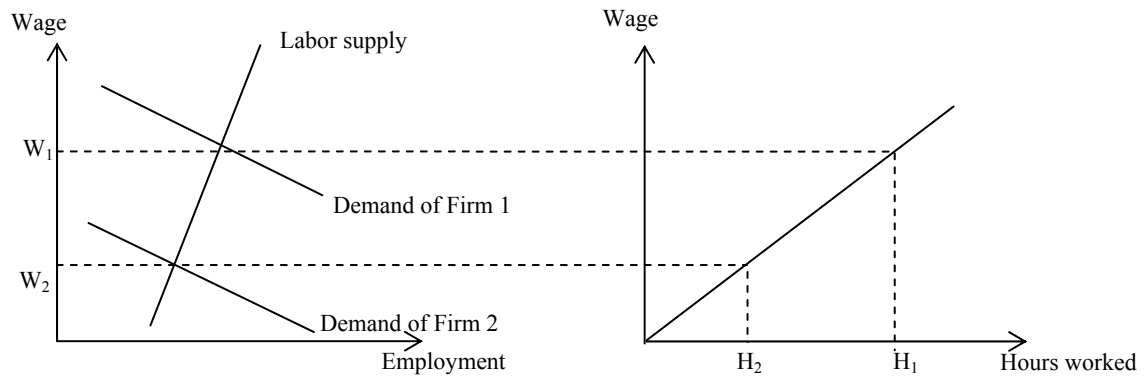 Wage
Labor supply
W₁
Demand of Firm 1
W₂
Demand of Firm 2
Employment
Wage
H₂
H₁
Hours worked